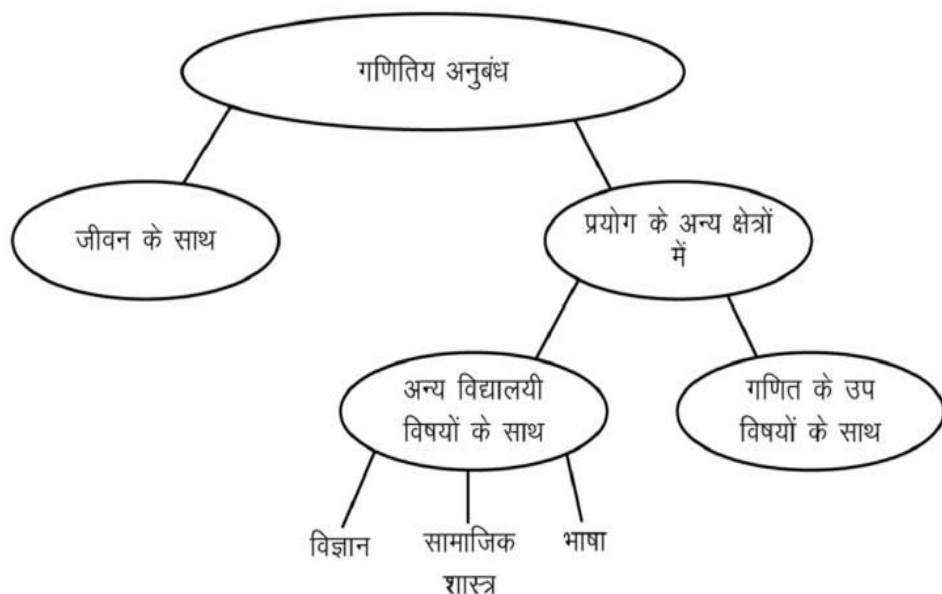 गणितिय अनुबंध
जीवन के साथ
प्रयोग के अन्य क्षेत्रों
में
अन्य विद्यालयी
विषयों के साथ
गणित के उप
विषयों के साथ
विज्ञान
सामाजिक
शास्त्र
भाषा